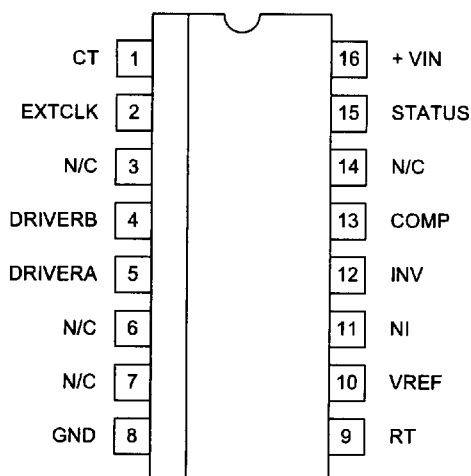 CT 1 16 + VIN
EXTCLK 2 15 STATUS
N/C 3 14 N/C
DRIVERB 4 13 COMP
DRIVERA 5 12 INV
N/C 6 11 NI
N/C 7 10 VREF
GND 8 9 RT